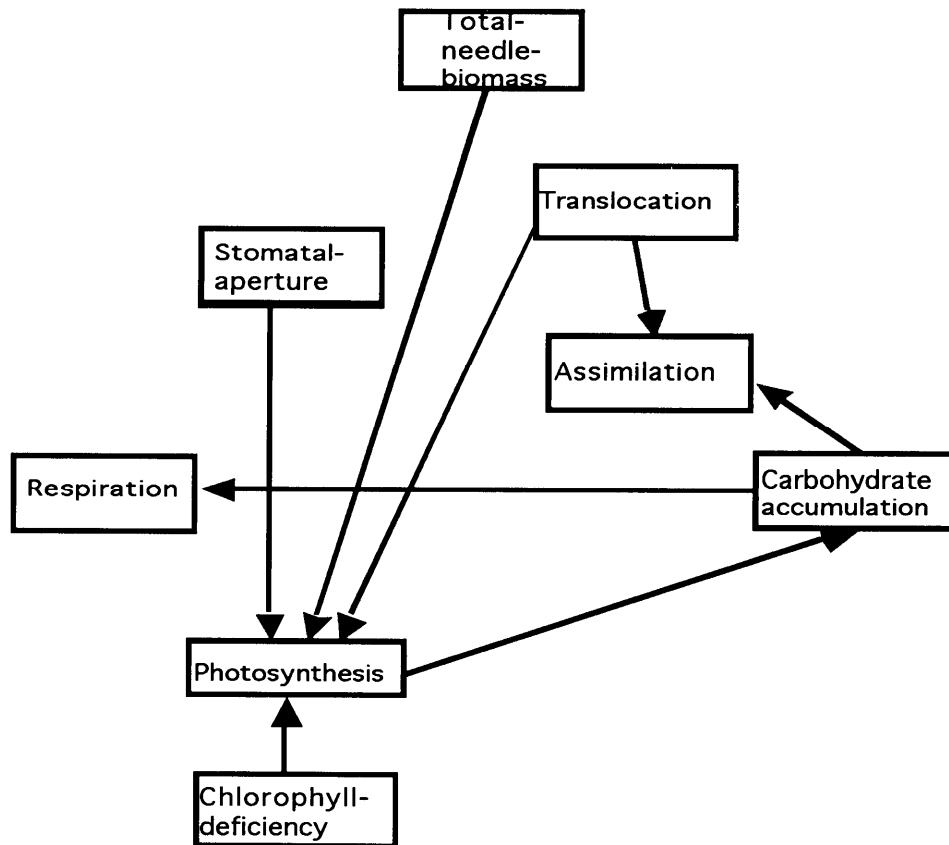 Total-
needle-
biomass
Translocation
Stomatal-
aperture
Assimilation
Respiration
Carbohydrate
accumulation
Photosynthesis
Chlorophyll-
deficiency